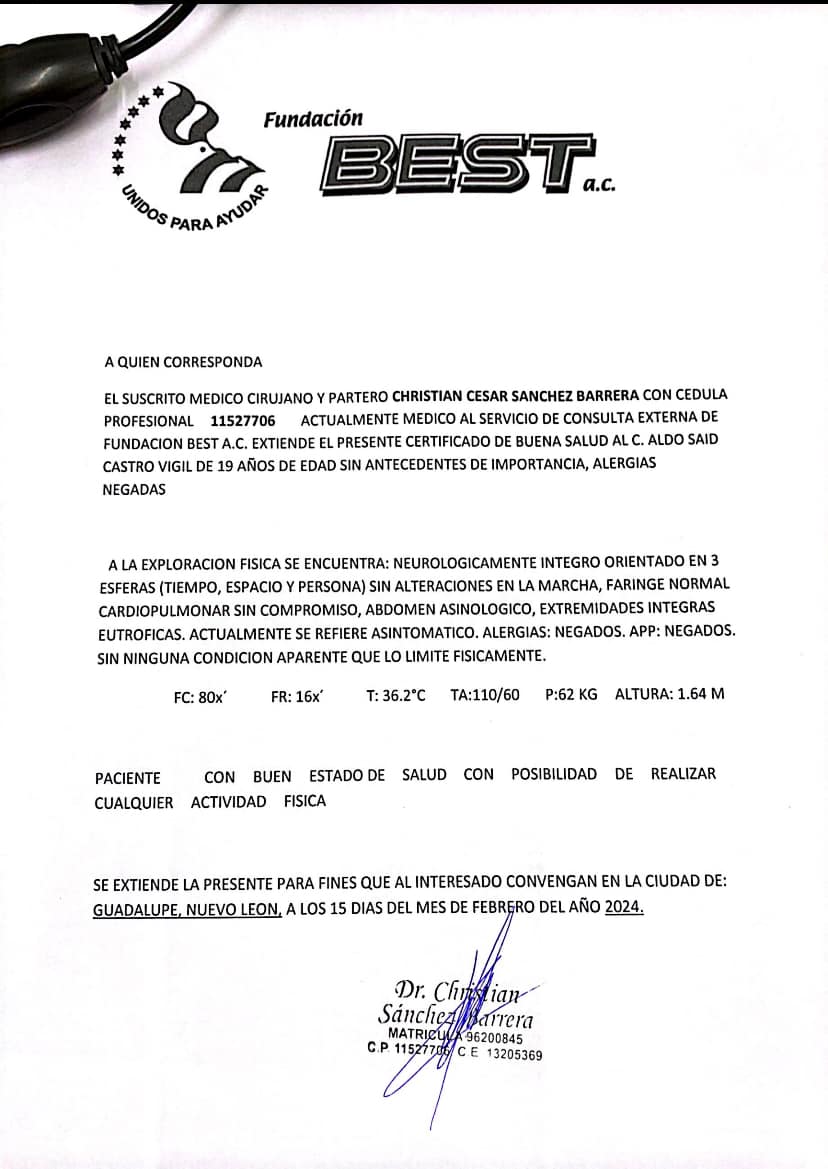 Fundación
BEST a.c.
UNIDOS PARA AYUDAR
A QUIEN CORRESPONDA
EL SUSCRITO MEDICO CIRUJANO Y PARTERO CHRISTIAN CESAR SANCHEZ BARRERA CON CEDULA
PROFESIONAL 11527706 ACTUALMENTE MEDICO AL SERVICIO DE CONSULTA EXTERNA DE
FUNDACION BEST A.C. EXTIENDE EL PRESENTE CERTIFICADO DE BUENA SALUD AL C. ALDO SAID
CASTRO VIGIL DE 19 AÑOS DE EDAD SIN ANTECEDENTES DE IMPORTANCIA, ALERGIAS
NEGADAS
A LA EXPLORACION FISICA SE ENCUENTRA: NEUROLOGICAMENTE INTEGRO ORIENTADO EN 3
ESFERAS (TIEMPO, ESPACIO Y PERSONA) SIN ALTERACIONES EN LA MARCHA, FARINGE NORMAL
CARDIOPULMONAR SIN COMPROMISO, ABDOMEN ASINOLOGICO, EXTREMIDADES INTEGRAS
EUTROFICAS. ACTUALMENTE SE REFIERE ASINTOMATICO. ALERGIAS: NEGADOS. APP: NEGADOS.
SIN NINGUNA CONDICION APARENTE QUE LO LIMITE FISICAMENTE.
FC: 80x´ FR: 16x´ T: 36.2°C TA:110/60 P:62 KG ALTURA: 1.64 M
PACIENTE CON BUEN ESTADO DE SALUD CON POSIBILIDAD DE REALIZAR
CUALQUIER ACTIVIDAD FISICA
SE EXTIENDE LA PRESENTE PARA FINES QUE AL INTERESADO CONVENGAN EN LA CIUDAD DE:
GUADALUPE, NUEVO LEON, A LOS 15 DIAS DEL MES DE FEBRERO DEL AÑO 2024.
Dr. Christian
Sánchez Barrera
MATRICULA 96200845
C.P. 11527706 C E 13205369